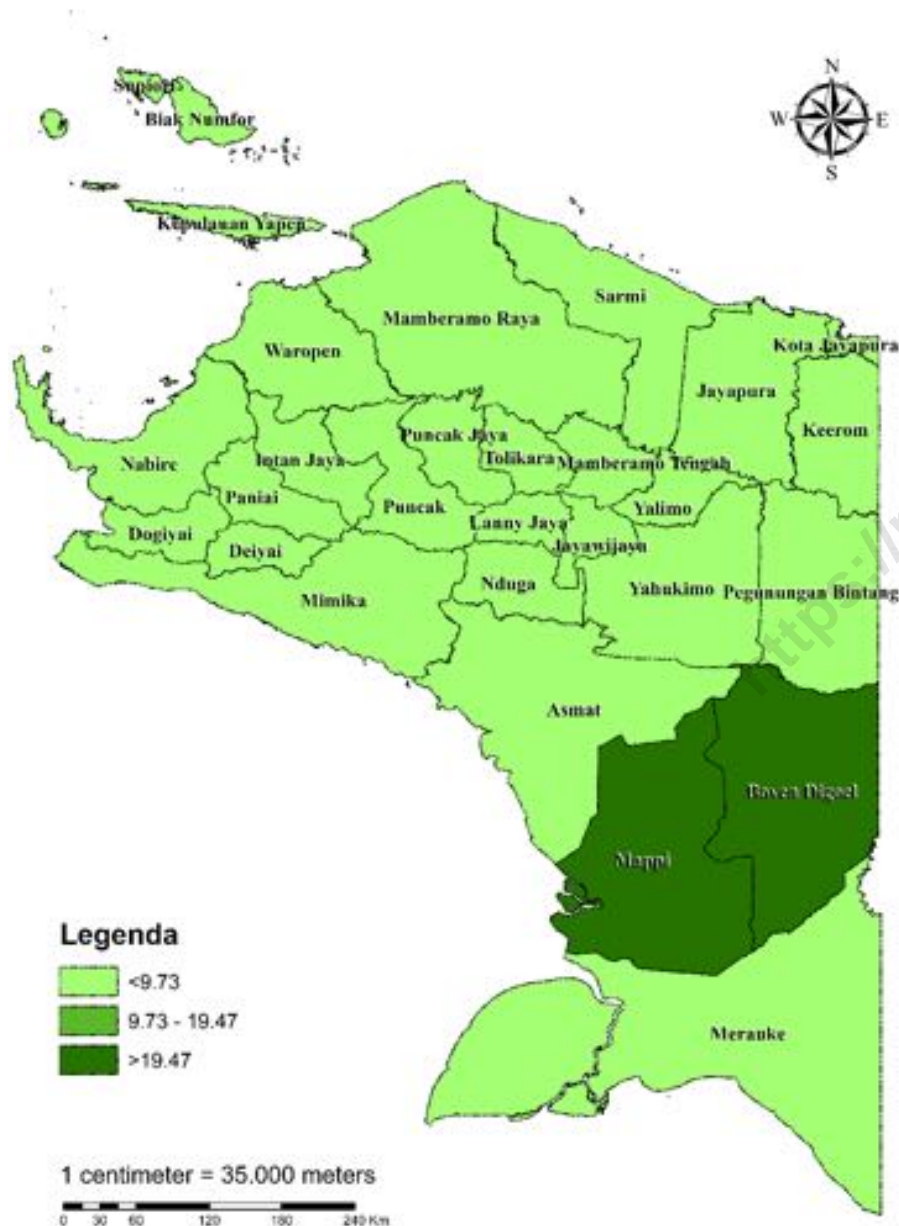 N
W E
S
Supiori
Biak Numfor
Kepulauan Yapen
Sarmi
Mamberamo Raya
Waropen
Kota Jayapura
Jayapura
Keerom
Puncak Jaya
Tolikara
Mamberamo Tengah
Intan Jaya
Nabire
Paniai
Puncak
Yalimo
Lanny Jaya
Dogiyai
Deiyai
Jayawijaya
Nduga
Yahukimo
Pegunungan Bintang
Mimika
https://
Asmat
Boven Digoel
Mappi
Merauke
Legenda
<9.73
9.73 - 19.47
>19.47
1 centimeter = 35.000 meters
0 30 60 120 180 240 Km